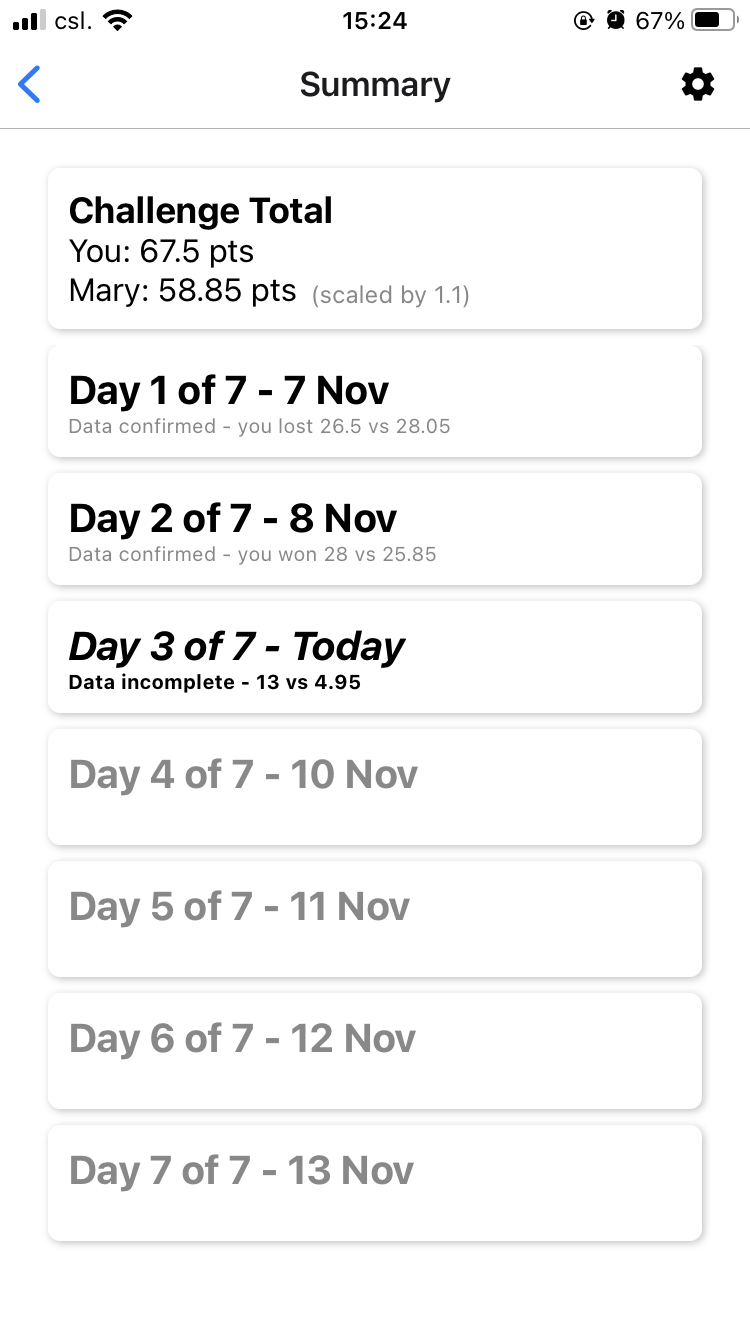 csl. 15:24 67%
Summary
Challenge Total
You: 67.5 pts
Mary: 58.85 pts (scaled by 1.1)
Day 1 of 7 - 7 Nov
Data confirmed - you lost 26.5 vs 28.05
Day 2 of 7 - 8 Nov
Data confirmed - you won 28 vs 25.85
Day 3 of 7 - Today
Data incomplete - 13 vs 4.95
Day 4 of 7 - 10 Nov
Day 5 of 7 - 11 Nov
Day 6 of 7 - 12 Nov
Day 7 of 7 - 13 Nov